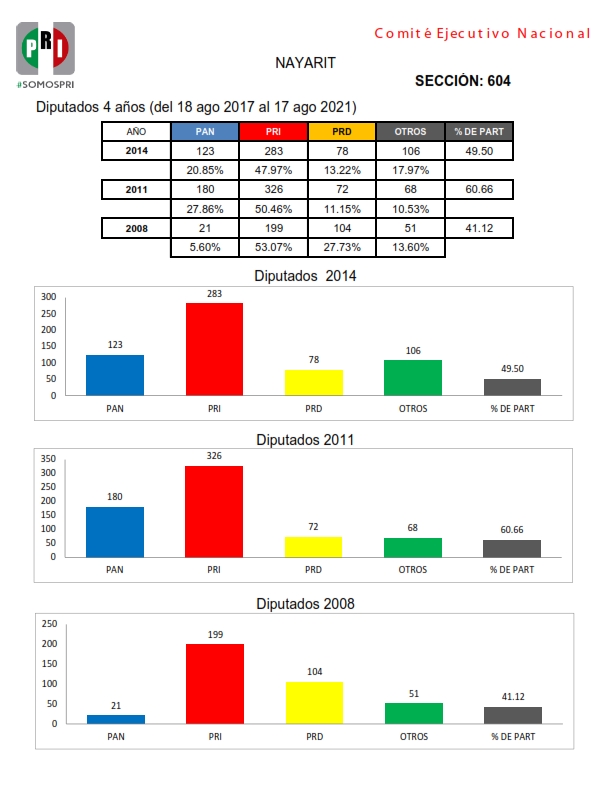 Comité Ejecutivo Nacional
PRI
#SOMOSPRI
NAYARIT
SECCIÓN: 604
Diputados 4 años (del 18 ago 2017 al 17 ago 2021)
AÑO PAN PRI PRD OTROS % DE PART
2014 123 283 78 106 49.50
20.85% 47.97% 13.22% 17.97%
2011 180 326 72 68 60.66
27.86% 50.46% 11.15% 10.53%
2008 21 199 104 51 41.12
5.60% 53.07% 27.73% 13.60%
Diputados 2014
300
250
200
150
100
50
0
123
283
78
106
49.50
PAN PRI PRD OTROS % DE PART
Diputados 2011
350
300
250
200
150
100
50
0
180
326
72
68
60.66
PAN PRI PRD OTROS % DE PART
Diputados 2008
250
200
150
100
50
0
21
199
104
51
41.12
PAN PRI PRD OTROS % DE PART